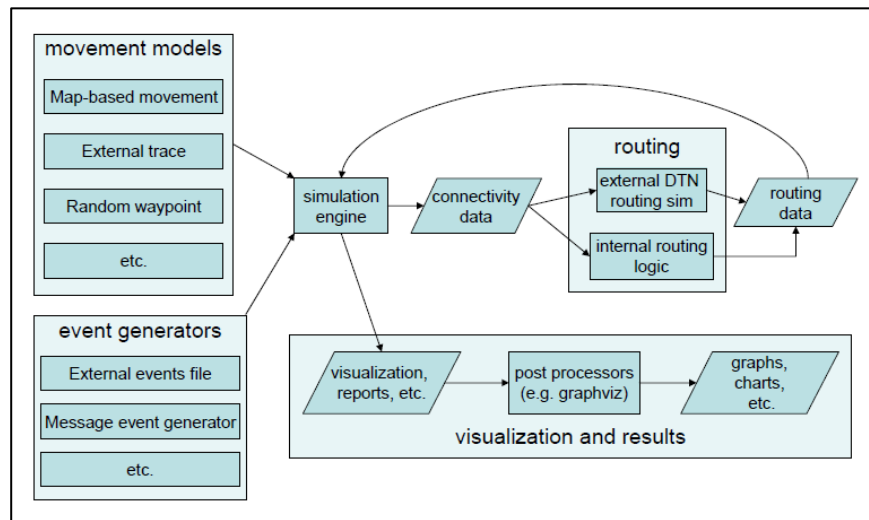 movement models
Map-based movement
External trace
Random waypoint
etc.
event generators
External events file
Message event generator
etc.
simulation
engine
connectivity
data
routing
external DTN
routing sim
internal routing
logic
routing
data
visualization,
reports, etc.
post processors
(e.g. graphviz)
graphs,
charts,
etc.
visualization and results